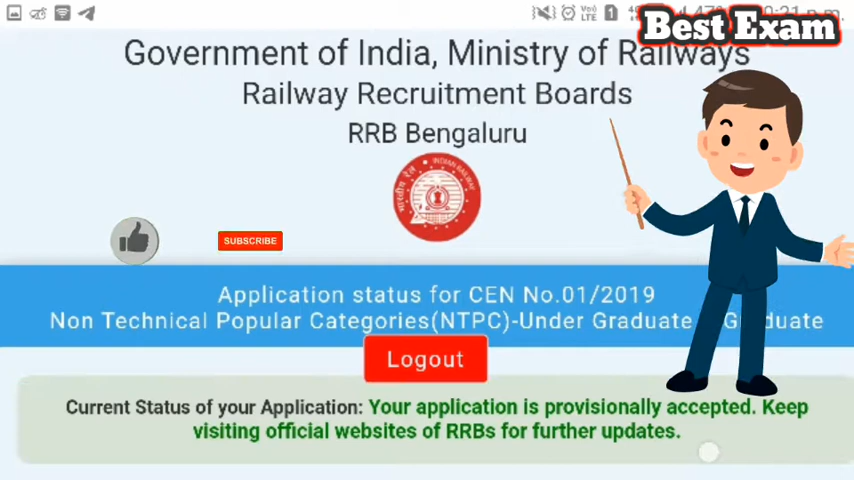 Best Exam
Government of India, Ministry of Railways
Railway Recruitment Boards
RRB Bengaluru
SUBSCRIBE
Application status for CEN No.01/2019
Non Technical Popular Categories(NTPC)-Under Graduate
Logout
Current Status of your Application: Your application is provisionally accepted. Keep
visiting official websites of RRBs for further updates.